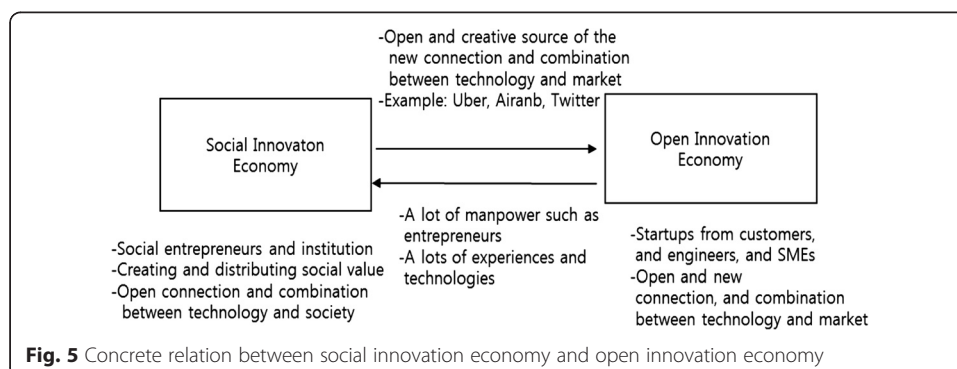 -Open and creative source of the
new connection and combination
between technology and market
-Example: Uber, Airanb, Twitter
Social Innovaton
Economy
Open Innovation
Economy
-A lot of manpower such as
entrepreneurs
-A lots of experiences and
technologies
-Social entrepreneurs and institution
-Creating and distributing social value
-Open connection and combination
between technology and society
-Startups from customers,
and engineers, and SMEs
-Open and new
connection, and combination
between technology and market
Fig. 5 Concrete relation between social innovation economy and open innovation economy